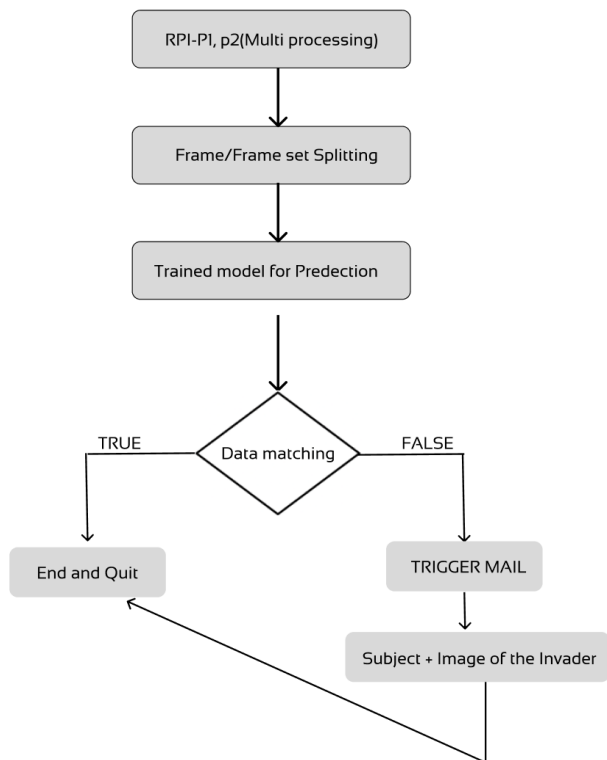 RPI-P1, p2(Multi processing)
Frame/Frame set Splitting
Trained model for Predection
Data matching
TRUE
FALSE
End and Quit
TRIGGER MAIL
Subject + Image of the Invader